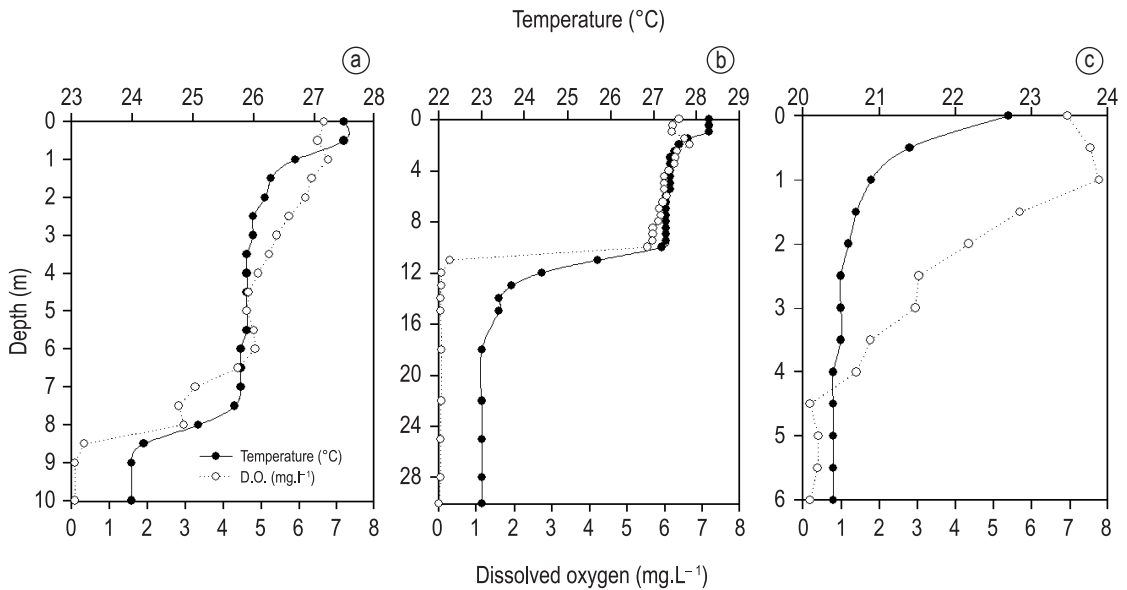 Temperature (°C)
a
b
c
23 24 25 26 27 28
22 23 24 25 26 27 28 29
20 21 22 23 24
Depth (m)
0
1
2
3
4
5
6
7
8
9
10
0
4
8
12
16
20
24
28
0
1
2
3
4
5
6
Temperature (°C)
D.O. (mg.l⁻¹)
0 1 2 3 4 5 6 7 8
0 1 2 3 4 5 6 7 8
0 1 2 3 4 5 6 7 8
Dissolved oxygen (mg.L⁻¹)